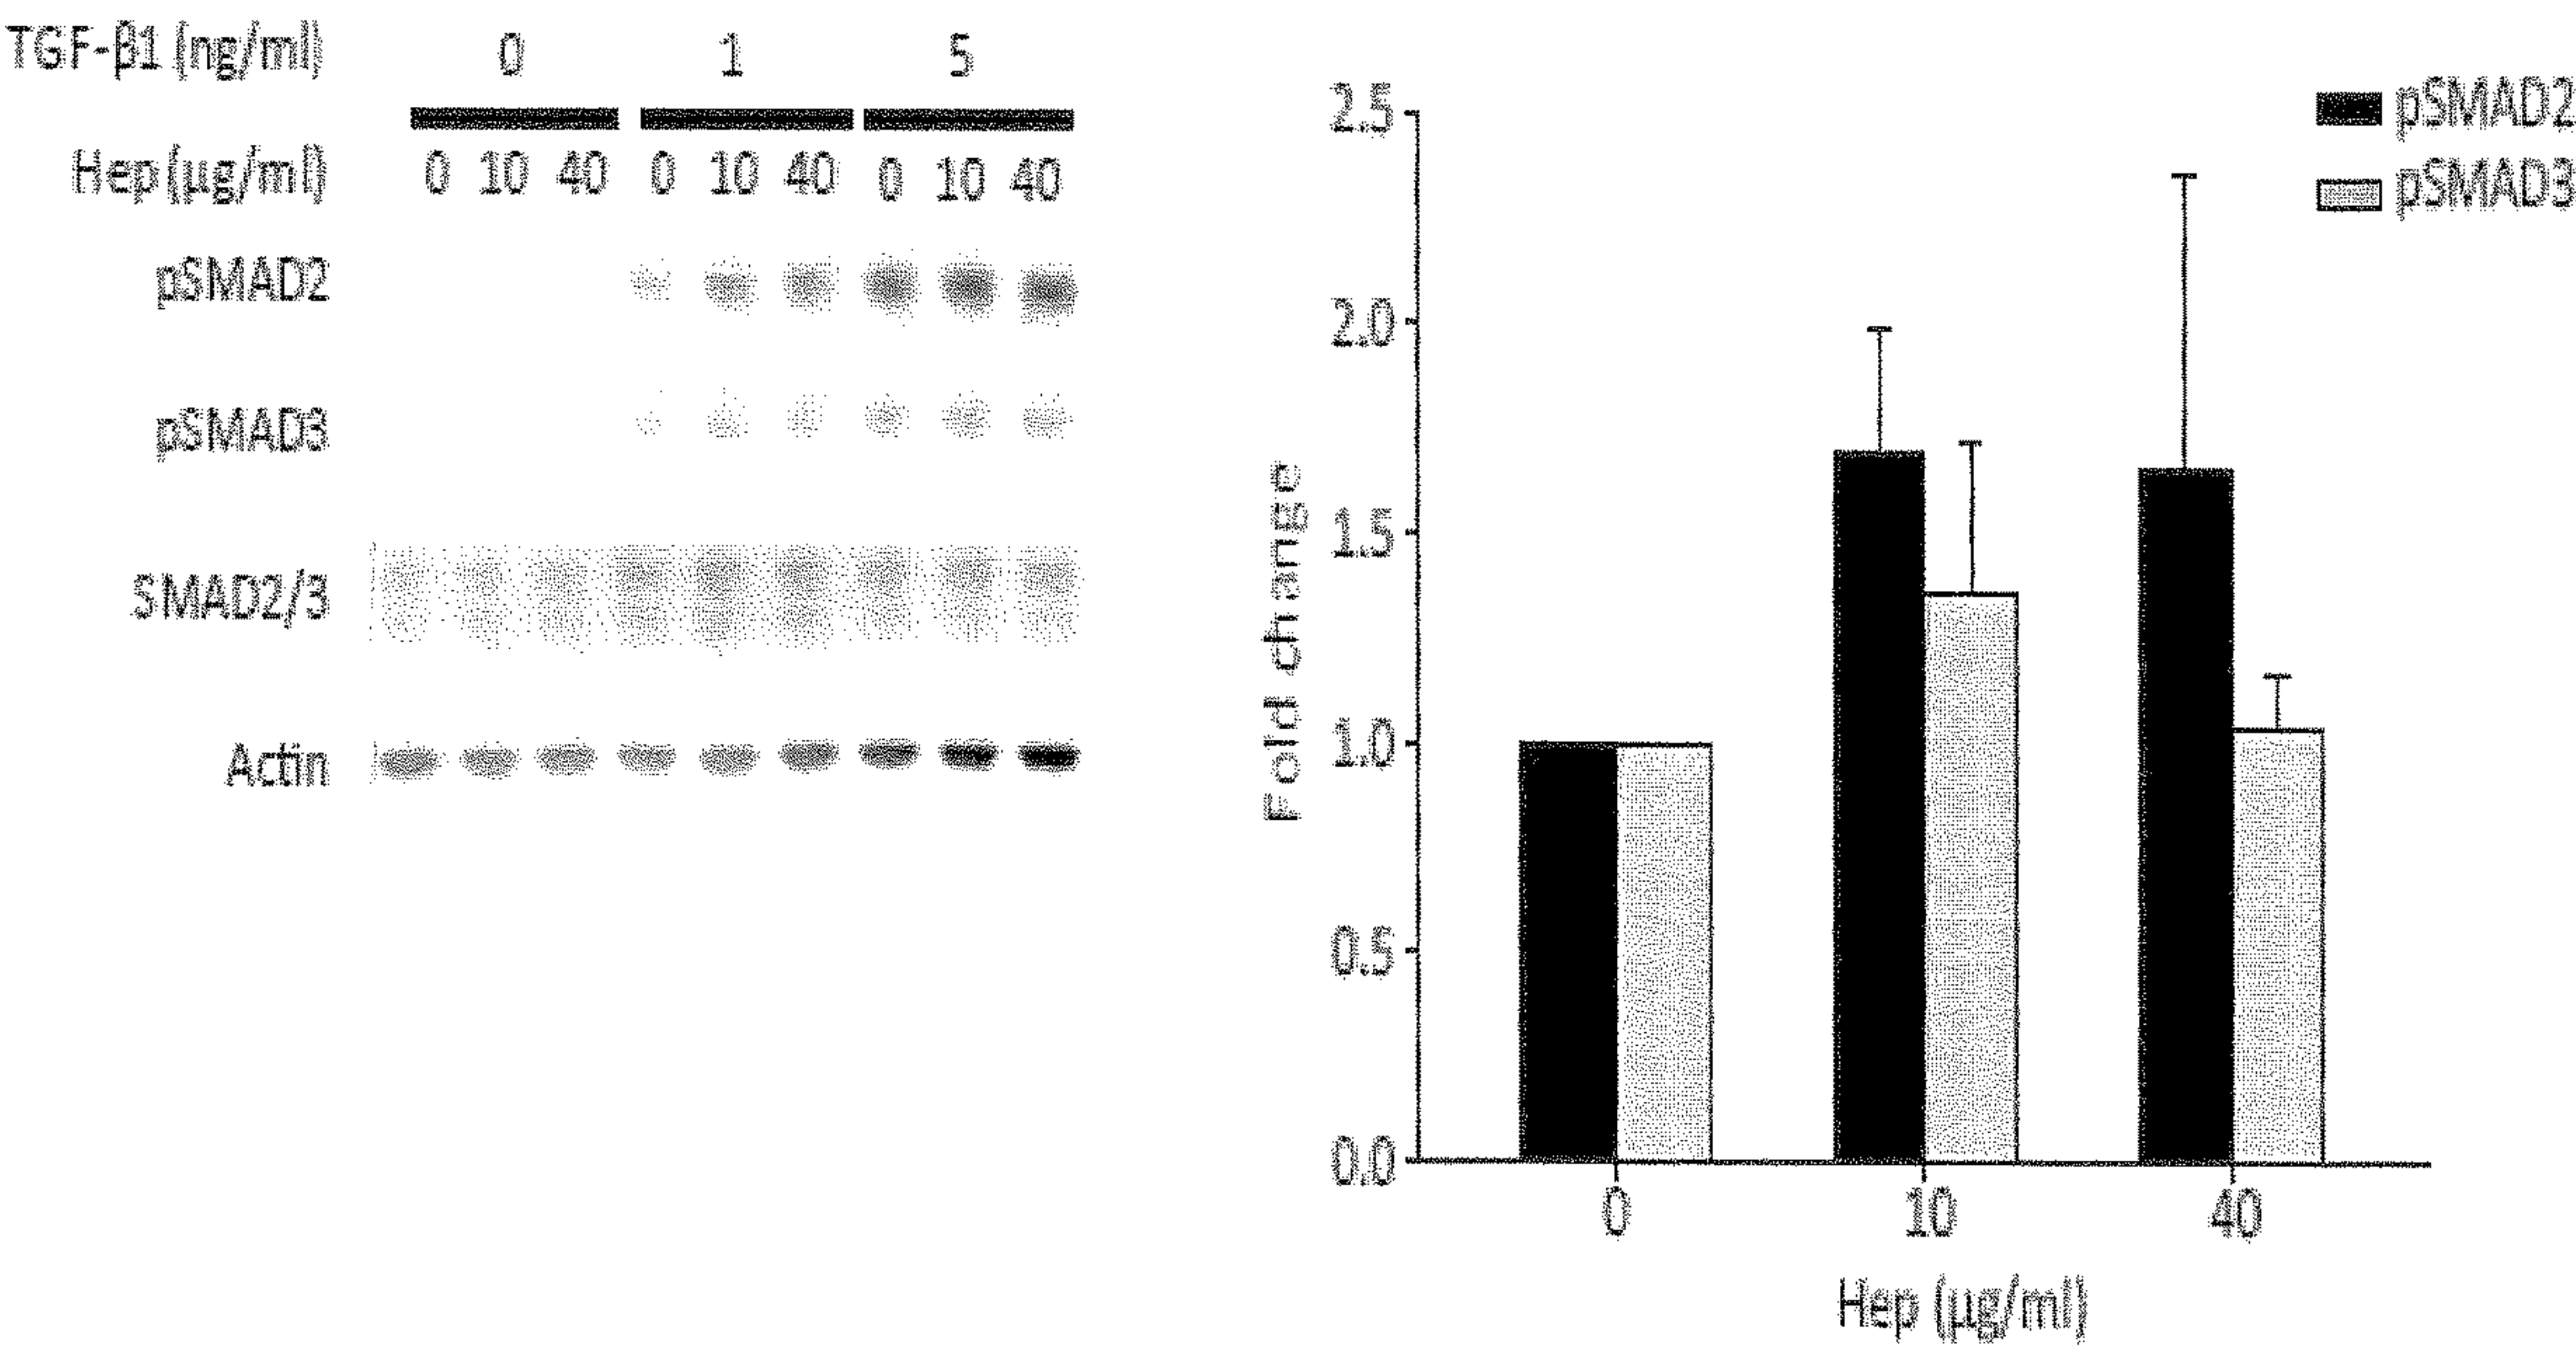 TGF-β1 (ng/ml) 0 1 5
Hep (µg/ml) 0 10 40 0 10 40 0 10 40
pSMAD2
pSMAD3
SMAD2/3
Actin
pSMAD2
pSMAD3
Fold change
2.5
2.0
1.5
1.0
0.5
0.0
0 10 40
Hep (µg/ml)